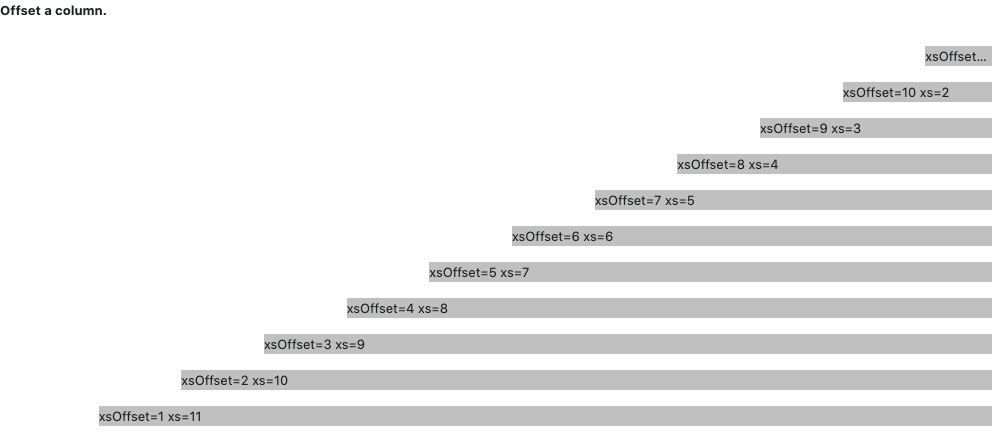 Offset a column.
xsOffset...
xsOffset=10 xs=2
xsOffset=9 xs=3
xsOffset=8 xs=4
xsOffset=7 xs=5
xsOffset=6 xs=6
xsOffset=5 xs=7
xsOffset=4 xs=8
xsOffset=3 xs=9
xsOffset=2 xs=10
xsOffset=1 xs=11